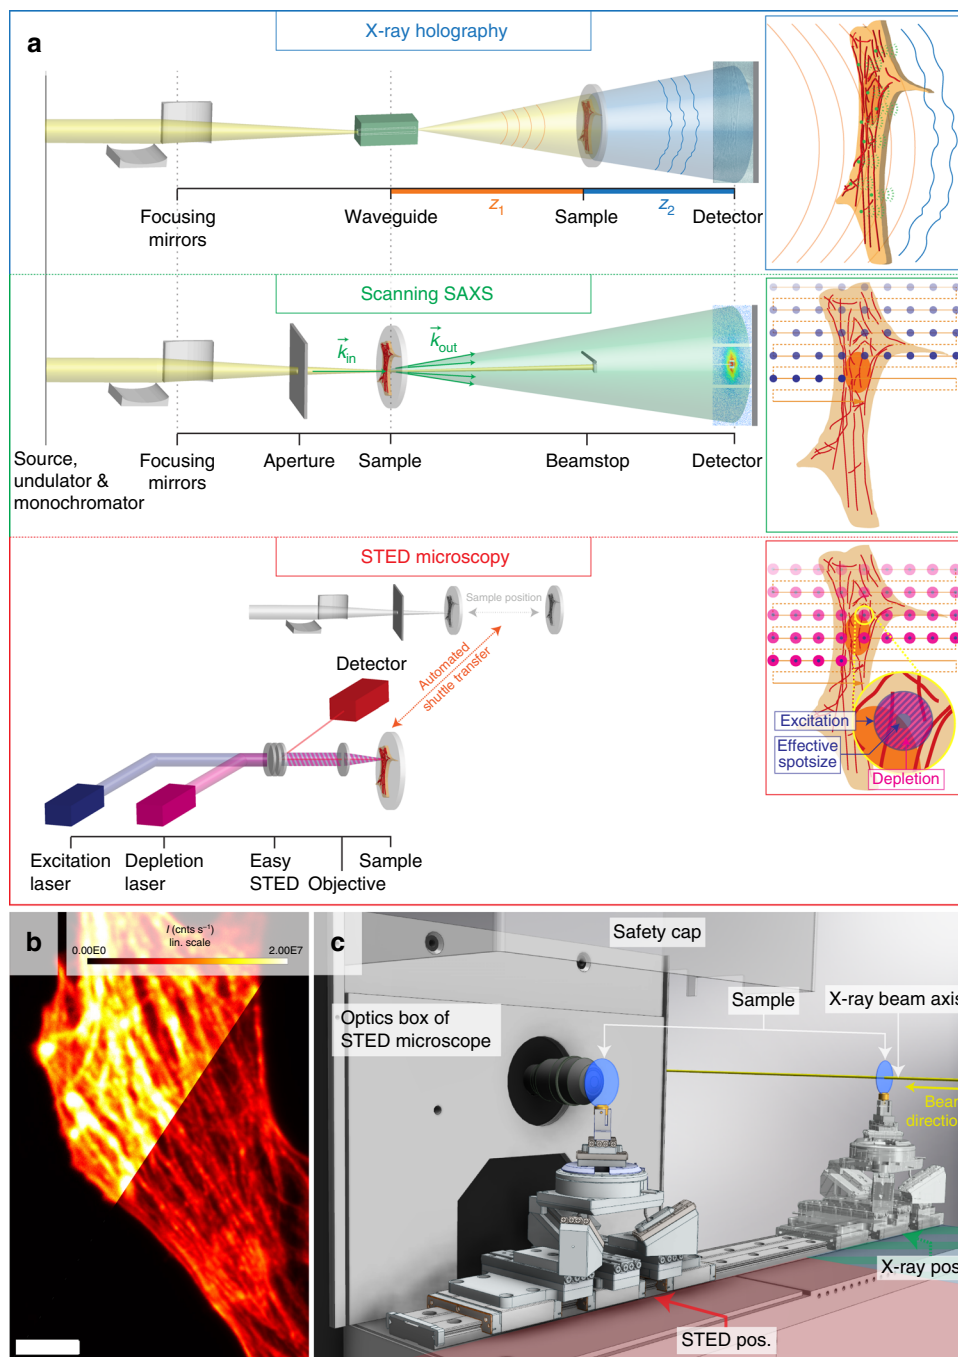 a
X-ray holography
Focusing
mirrors
Waveguide
z1
Sample
z2
Detector
Scanning SAXS
kin
kout
Source,
undulator &
monochromator
Focusing
mirrors
Aperture
Sample
Beamstop
Detector
STED microscopy
Sample position
Automated
shuttle transfer
Detector
Excitation
laser
Depletion
laser
Easy
STED
Objective
Sample
Excitation
Effective
spotsize
Depletion
b
I (cnts s⁻¹)
lin. scale
0.00E0
2.00E7
c
Safety cap
Optics box of
STED microscope
Sample
X-ray beam axis
Beam
direction
X-ray pos
STED pos.